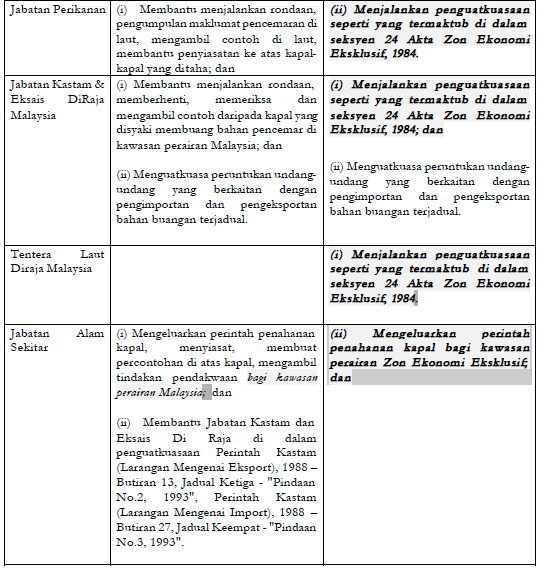 Jabatan Perikanan
(i) Membantu menjalankan rondaan,
pengumpulan maklumat pencemaran di
laut, mengambil contoh di laut,
membantu penyiasatan ke atas kapal-
kapal yang ditaha; dan
(ii) Menjalankan penguatkuasaan
seperti yang termaktub di dalam
seksyen 24 Akta Zon Ekonomi
Eksklusif, 1984.
Jabatan Kastam &
Eksais DiRaja
Malaysia
(i) Membantu menjalankan rondaan,
memberhenti, memeriksa dan
mengambil contoh daripada kapal yang
disyaki membuang bahan pencemar di
kawasan perairan Malaysia; dan
(ii) Menguatkuasa peruntukan undang-
undang yang berkaitan dengan
pengimportan dan pengeksportan
bahan buangan terjadual.
(i) Menjalankan penguatkuasaan
seperti yang termaktub di dalam
seksyen 24 Akta Zon Ekonomi
Eksklusif, 1984; dan
(ii) Menguatkuasa peruntukan undang-
undang yang berkaitan dengan
pengimportan dan pengeksportan
bahan buangan terjadual.
Tentera Laut
Diraja Malaysia
(i) Menjalankan penguatkuasaan
seperti yang termaktub di dalam
seksyen 24 Akta Zon Ekonomi
Eksklusif, 1984.
Jabatan Alam
Sekitar
(i) Mengeluarkan perintah penahanan
kapal, menyiasat, membuat
percontohan di atas kapal, mengambil
tindakan pendakwaan bagi kawasan
perairan Malaysia; dan
(ii) Membantu Jabatan Kastam dan
Eksais Di Raja di dalam
penguatkuasaan Perintah Kastam
(Larangan Mengenai Eksport), 1988 –
Butiran 13, Jadual Ketiga - "Pindaan
No.2, 1993", Perintah Kastam
(Larangan Mengenai Import), 1988 –
Butiran 27, Jadual Keempat - "Pindaan
No.3, 1993".
(ii) Mengeluarkan perintah
penahanan kapal bagi kawasan
perairan Zon Ekonomi Eksklusif;
dan